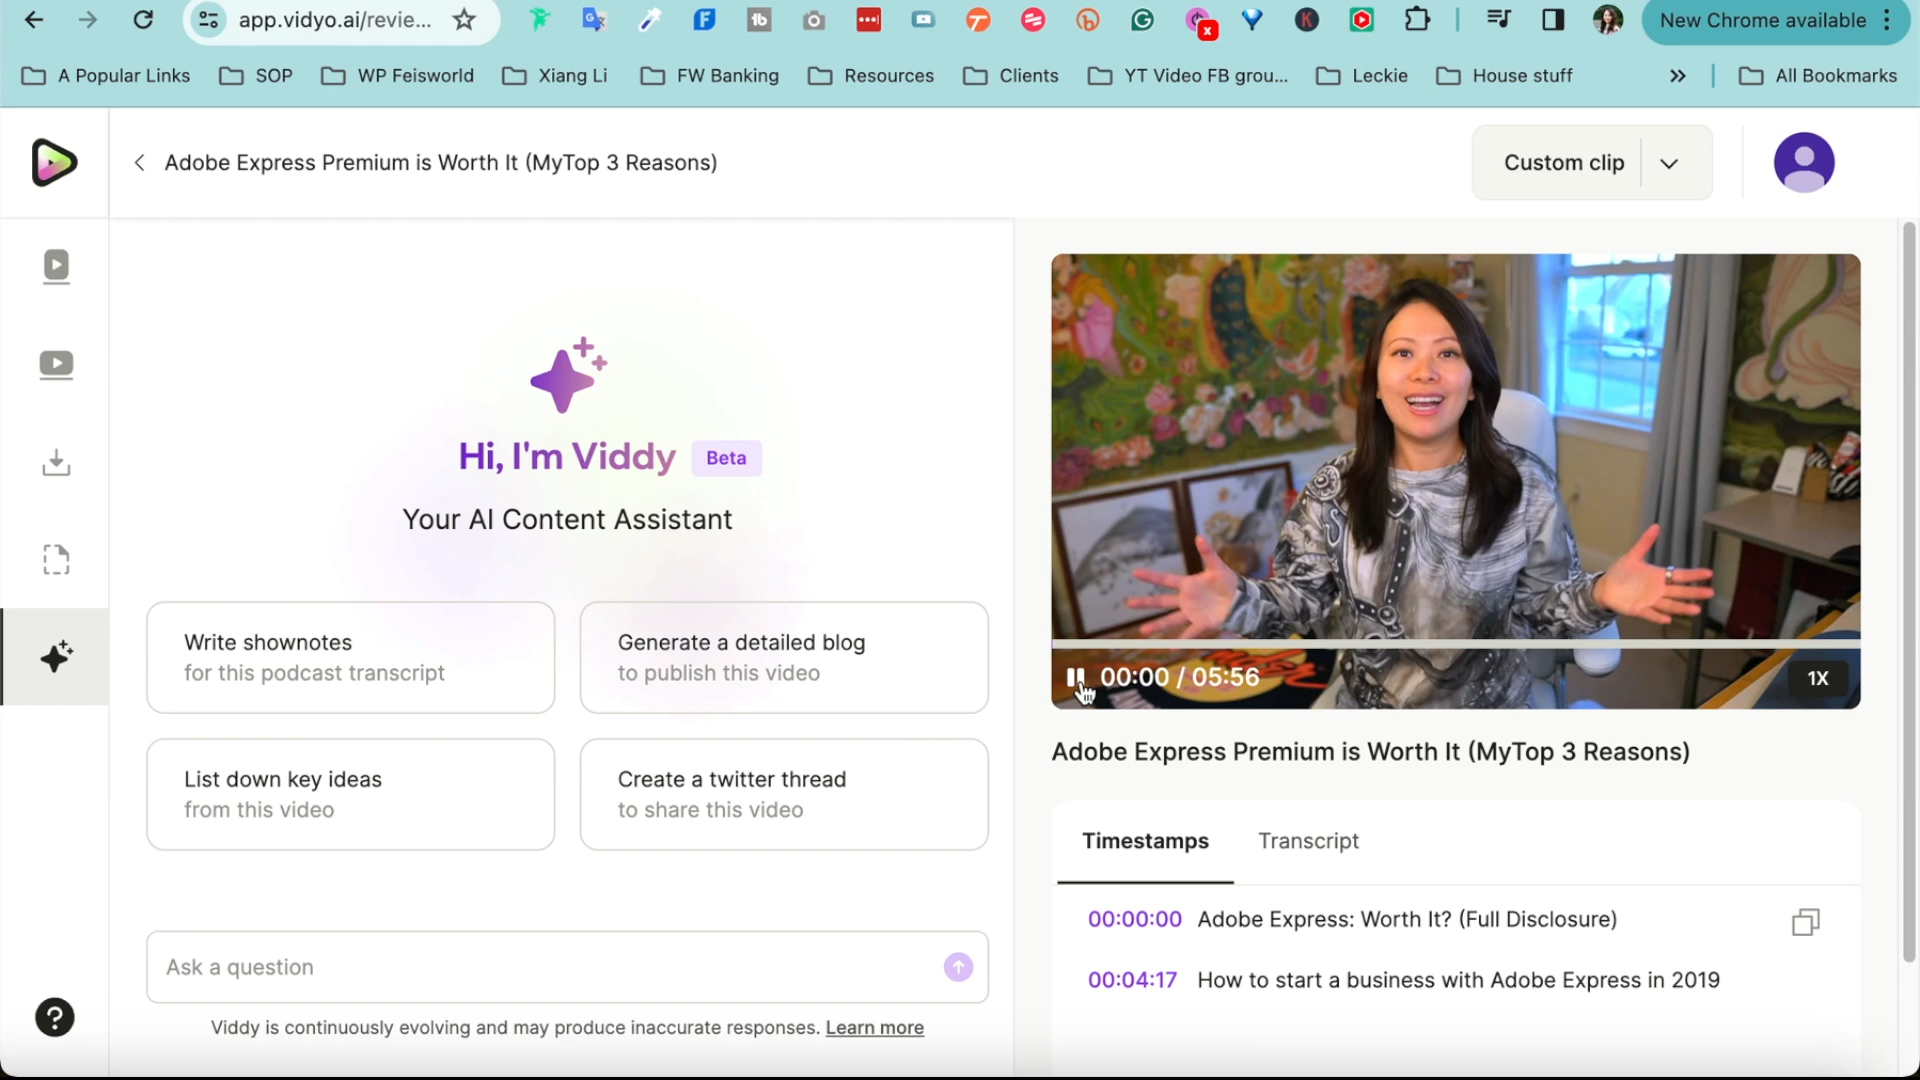 app.vidyo.ai/revie...
New Chrome available
A Popular Links
SOP
WP Feisworld
Xiang Li
FW Banking
Resources
Clients
YT Video FB grou...
Leckie
House stuff
All Bookmarks
Adobe Express Premium is Worth It (MyTop 3 Reasons)
Custom clip
Hi, I'm Viddy Beta
Your AI Content Assistant
Write shownotes
for this podcast transcript
Generate a detailed blog
to publish this video
List down key ideas
from this video
Create a twitter thread
to share this video
Ask a question
Viddy is continuously evolving and may produce inaccurate responses. Learn more
00:00 / 05:56
1X
Adobe Express Premium is Worth It (MyTop 3 Reasons)
Timestamps
Transcript
00:00:00 Adobe Express: Worth It? (Full Disclosure)
00:04:17 How to start a business with Adobe Express in 2019